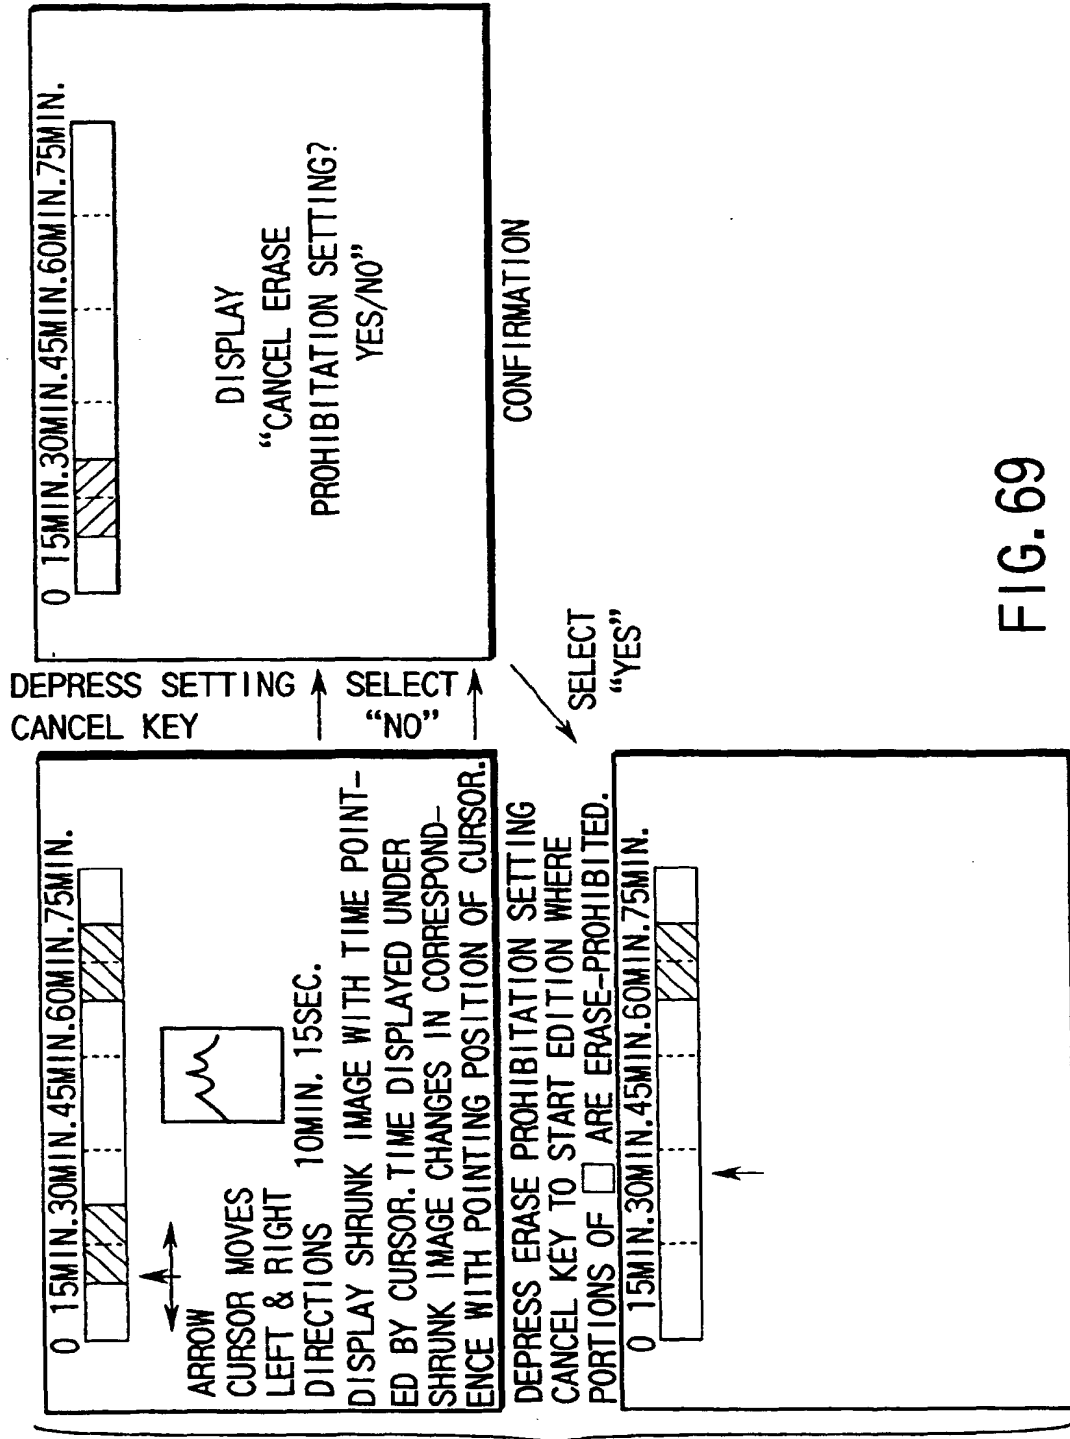 0 15MIN.30MIN.45MIN.60MIN.75MIN.
ARROW
CURSOR MOVES
LEFT & RIGHT
DIRECTIONS
10MIN. 15SEC.
DISPLAY SHRUNK IMAGE WITH TIME POINT-
ED BY CURSOR.TIME DISPLAYED UNDER
SHRUNK IMAGE CHANGES IN CORRESPOND-
ENCE WITH POINTING POSITION OF CURSOR.
DEPRESS SETTING
CANCEL KEY
SELECT
“NO”
0 15MIN.30MIN.45MIN.60MIN.75MIN.
DISPLAY
“CANCEL ERASE
PROHIBITATION SETTING?
YES/NO”
CONFIRMATION
SELECT
“YES”
DEPRESS ERASE PROHIBITATION SETTING
CANCEL KEY TO START EDITION WHERE
PORTIONS OF □ ARE ERASE-PROHIBITED.
0 15MIN.30MIN.45MIN.60MIN.75MIN.
FIG. 69